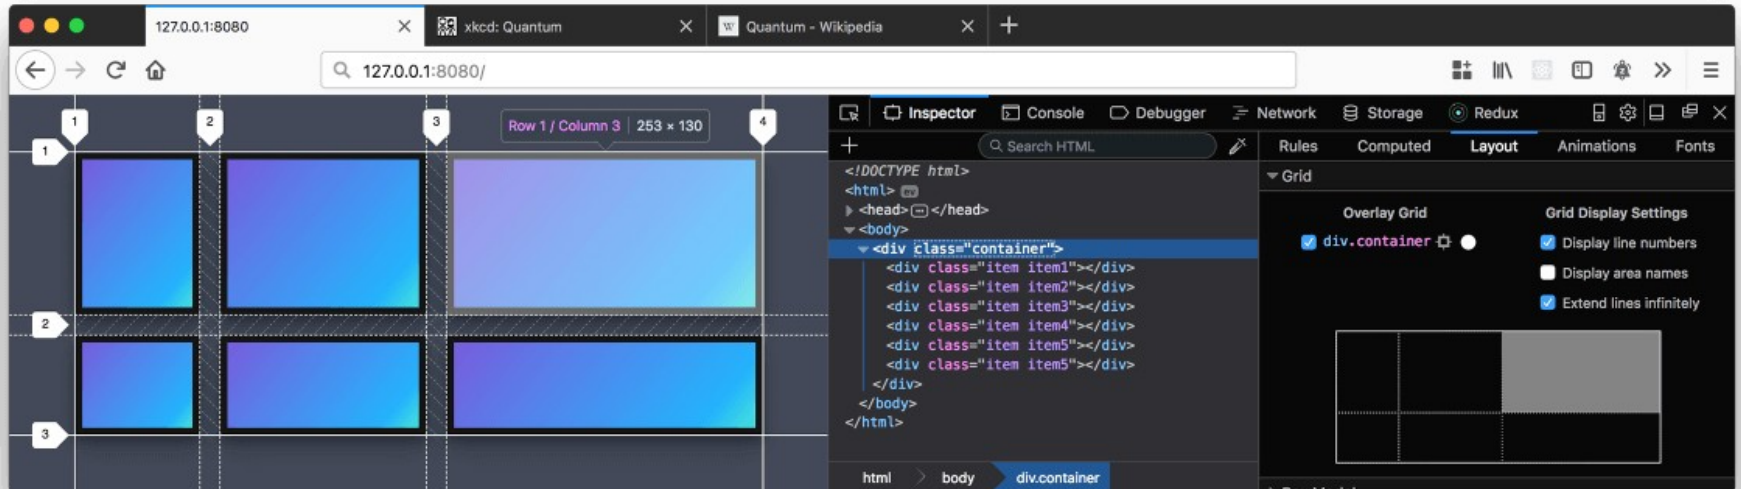 127.0.0.1:8080
xkcd: Quantum
W Quantum - Wikipedia
127.0.0.1:8080/
1 2 3 4
Row 1 / Column 3 253 × 130
1
2
3
Inspector Console Debugger Network Storage Redux
Search HTML
<!DOCTYPE html>
<html> ev
<head>…</head>
<body>
<div class="container">
<div class="item item1"></div>
<div class="item item2"></div>
<div class="item item3"></div>
<div class="item item4"></div>
<div class="item item5"></div>
<div class="item item5"></div>
</div>
</body>
</html>
html body div.container
Rules Computed Layout Animations Fonts
Grid
Overlay Grid
div.container
Grid Display Settings
Display line numbers
Display area names
Extend lines infinitely